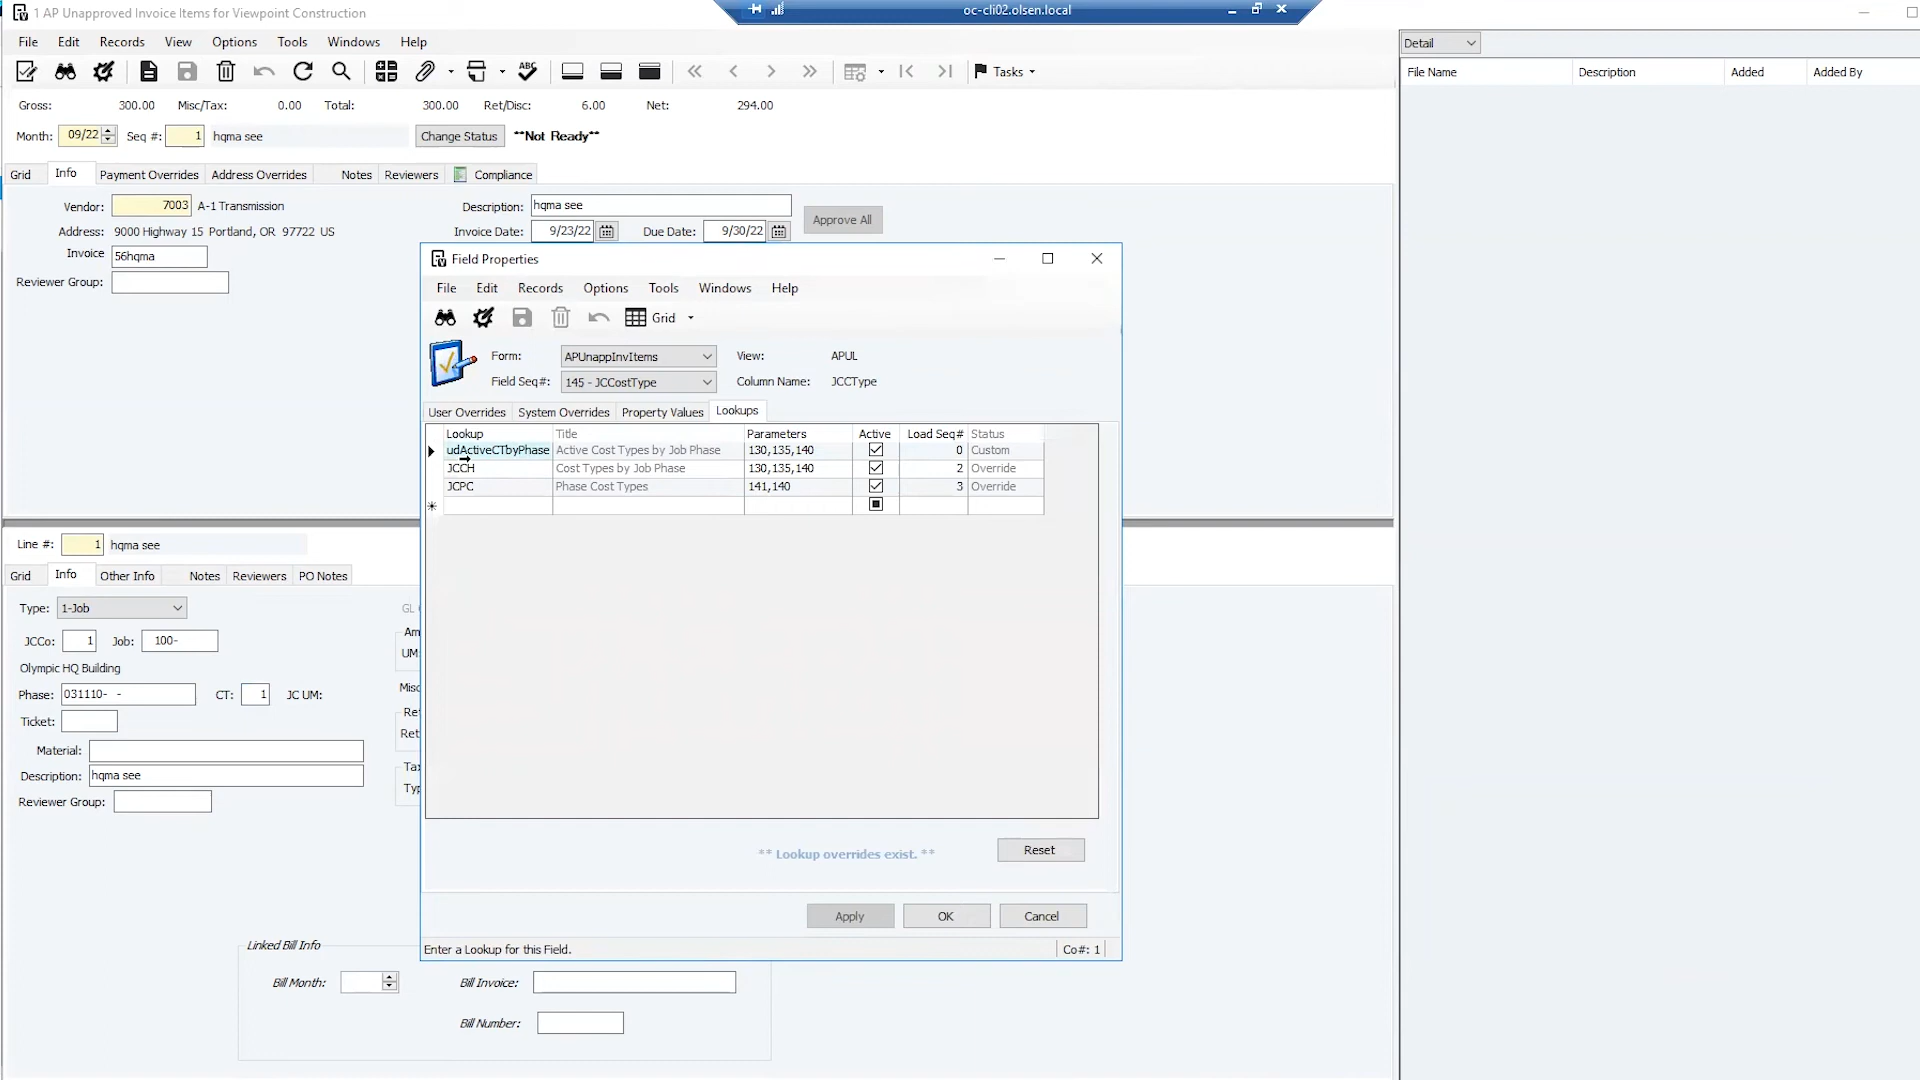 1 AP Unapproved Invoice Items for Viewpoint Construction
oc-cli02.olsen.local
File Edit Records View Options Tools Windows Help
Detail
Tasks
File Name Description Added Added By
Gross: 300.00 Misc/Tax: 0.00 Total: 300.00 Ret/Disc: 6.00 Net: 294.00
Month: 09/22 Seq #: 1 hqma see Change Status **Not Ready**
Grid Info Payment Overrides Address Overrides Notes Reviewers Compliance
Vendor: 7003 A-1 Transmission Description: hqma see
Approve All
Address: 9000 Highway 15 Portland, OR 97722 US Invoice Date: 9/23/22 Due Date: 9/30/22
Invoice 56hqma
Reviewer Group:
Field Properties
File Edit Records Options Tools Windows Help
Grid
Form: APUnappInvItems View: APUL
Field Seq#: 145 - JCCostType Column Name: JCCType
User Overrides System Overrides Property Values Lookups
Lookup Title Parameters Active Load Seq# Status
udActiveCTbyPhase Active Cost Types by Job Phase 130,135,140 0 Custom
JCCH Cost Types by Job Phase 130,135,140 2 Override
JCPC Phase Cost Types 141,140 3 Override
** Lookup overrides exist. ** Reset
Apply OK Cancel
Enter a Lookup for this Field. Co#: 1
Line #: 1 hqma see
Grid Info Other Info Notes Reviewers PO Notes
Type: 1-Job GL
JCCo: 1 Job: 100- UM
Olympic HQ Building
Phase: 031110- - CT: 1 JC UM:
Ticket:
Material:
Description: hqma see
Reviewer Group:
Linked Bill Info
Bill Month: Bill Invoice:
Bill Number: